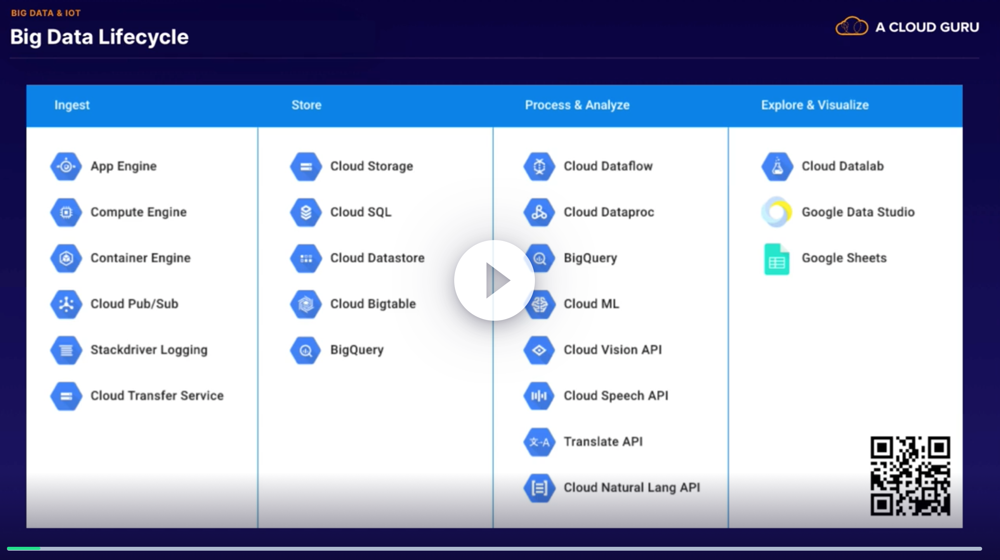 BIG DATA & IOT
Big Data Lifecycle
A CLOUD GURU
Ingest
App Engine
Compute Engine
Container Engine
Cloud Pub/Sub
Stackdriver Logging
Cloud Transfer Service
Store
Cloud Storage
Cloud SQL
Cloud Datastore
Cloud Bigtable
BigQuery
Process & Analyze
Cloud Dataflow
Cloud Dataproc
BigQuery
Cloud ML
Cloud Vision API
Cloud Speech API
文→A
Translate API
Cloud Natural Lang API
Explore & Visualize
Cloud Datalab
Google Data Studio
Google Sheets